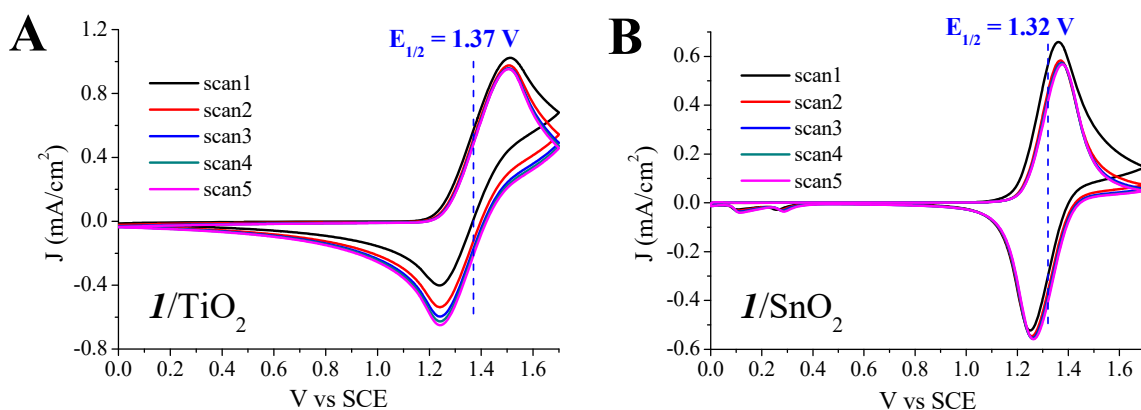 A
E1/2 = 1.37 V
scan1
scan2
scan3
scan4
scan5
1/TiO2
J (mA/cm2)
1.2
0.8
0.4
0.0
-0.4
-0.8
0.0 0.2 0.4 0.6 0.8 1.0 1.2 1.4 1.6
V vs SCE
B
E1/2 = 1.32 V
scan1
scan2
scan3
scan4
scan5
1/SnO2
J (mA/cm2)
0.6
0.4
0.2
0.0
-0.2
-0.4
-0.6
0.0 0.2 0.4 0.6 0.8 1.0 1.2 1.4 1.6
V vs SCE